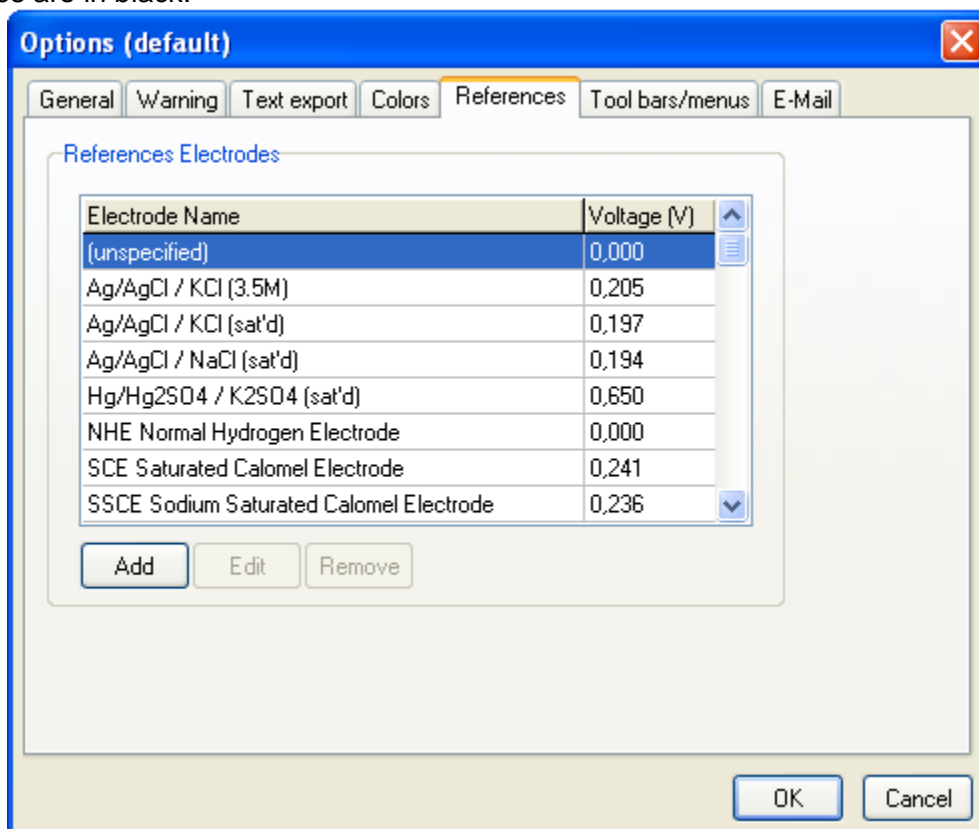 Options (default)
General Warning Text export Colors References Tool bars/menus E-Mail
References Electrodes
Electrode Name Voltage (V)
(unspecified) 0,000
Ag/AgCl / KCl (3.5M) 0,205
Ag/AgCl / KCl (sat'd) 0,197
Ag/AgCl / NaCl (sat'd) 0,194
Hg/Hg2SO4 / K2SO4 (sat'd) 0,650
NHE Normal Hydrogen Electrode 0,000
SCE Saturated Calomel Electrode 0,241
SSCE Sodium Saturated Calomel Electrode 0,236
Add Edit Remove
OK Cancel